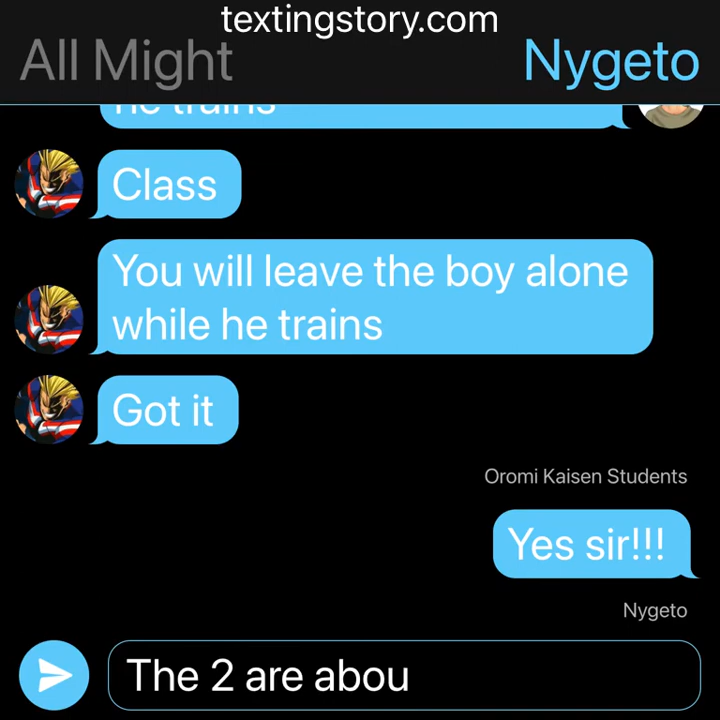 textingstory.com
All Might
Nygeto
he trains
Class
You will leave the boy alone
while he trains
Got it
Oromi Kaisen Students
Yes sir!!!
Nygeto
The 2 are abou